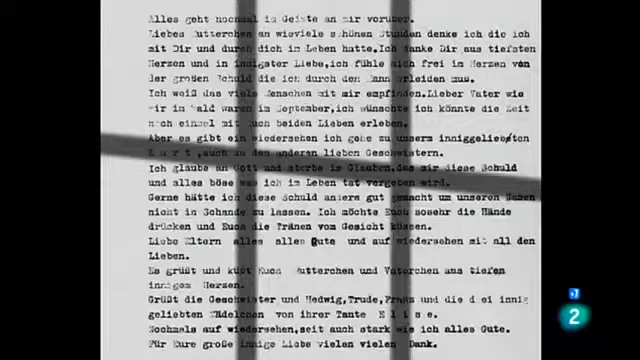 Alles geht nochmal im Geiste an mir vorüber.
Liebes Mutterchen an wieviele schönen Stunden denke ich die ich
mit Dir und durch dich im Leben hatte.Ich danke Dir aus tiefsten
Herzen und in innigster Liebe,ich fühle mich frei im Herzen von
der großen Schuld die ich durch den Mann erleiden mus.
Ich weiß das viele Menschen mit mir empfinden.Lieber Vater wie
wir im Wald waren im September,ich wünschte ich könnte die Zeit
noch einmal mit Euch beiden Lieben erleben.
Aber es gibt ein wiedersehen ich gehe zu unserm inniggeliebten
K u r t ,auch zu den anderen lieben Geschwistern.
Ich glaube an Gott und sterbe im Glauben,das mir diese Schuld
und alles böse was ich im Leben tat vergeben wird.
Gerne hätte ich diese Schuld anders gut gemacht um unseren Namen
nicht in Schande zu lassen. Ich möchte Euch sosehr die Hände
drücken und Euch die Tränen vom Gesicht küssen.
Liebe Eltern alles alles Gute und auf wiedersehen mit all den
Lieben.
Es grüßt und küßt Euch Mutterchen und Vaterchen aus tiefen
innigem Herzen.
Grüßt die Geschwister und Hedwig,Trude,Franz und die drei innig
geliebten Mädelchen von ihrer Tante E l i s e.
Nochmals auf wiedersehen,seit auch stark wie ich alles Gute.
Für Eure große innige Liebe vielen vielen Dank.
2